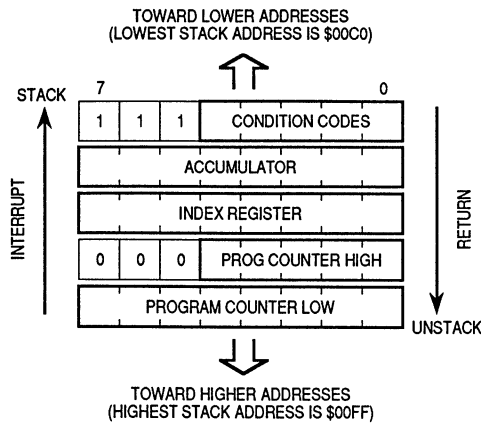 TOWARD LOWER ADDRESSES
(LOWEST STACK ADDRESS IS $00C0)
7 0
STACK
1 1 1 CONDITION CODES
ACCUMULATOR
INDEX REGISTER
0 0 0 PROG COUNTER HIGH
PROGRAM COUNTER LOW
INTERRUPT
RETURN
UNSTACK
TOWARD HIGHER ADDRESSES
(HIGHEST STACK ADDRESS IS $00FF)